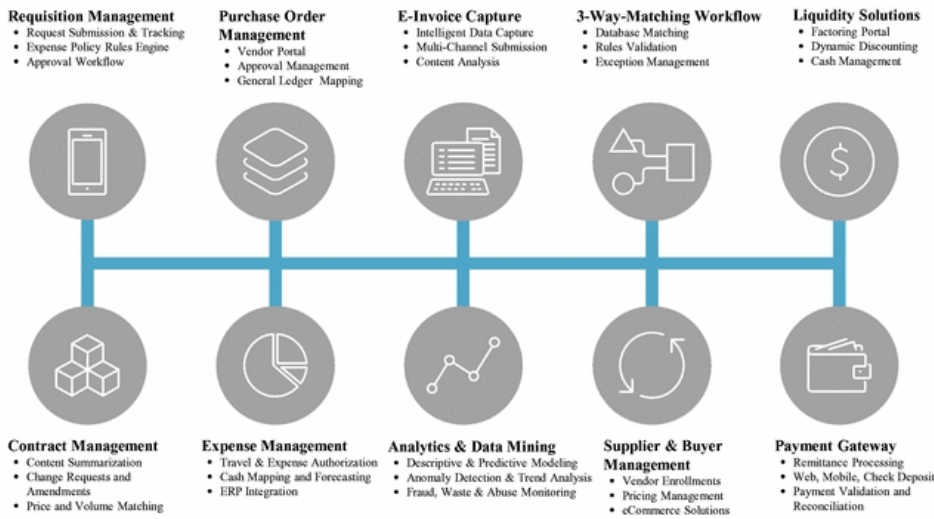 Requisition Management
• Request Submission & Tracking
• Expense Policy Rules Engine
• Approval Workflow
Purchase Order
Management
• Vendor Portal
• Approval Management
• General Ledger Mapping
E-Invoice Capture
• Intelligent Data Capture
• Multi-Channel Submission
• Content Analysis
3-Way-Matching Workflow
• Database Matching
• Rules Validation
• Exception Management
Liquidity Solutions
• Factoring Portal
• Dynamic Discounting
• Cash Management
$
Contract Management
• Content Summarization
• Change Requests and
Amendments
• Price and Volume Matching
Expense Management
• Travel & Expense Authorization
• Cash Mapping and Forecasting
• ERP Integration
Analytics & Data Mining
• Descriptive & Predictive Modeling
• Anomaly Detection & Trend Analysis
• Fraud, Waste & Abuse Monitoring
Supplier & Buyer
Management
• Vendor Enrollments
• Pricing Management
• eCommerce Solutions
Payment Gateway
• Remittance Processing
• Web, Mobile, Check Deposit
• Payment Validation and
Reconciliation